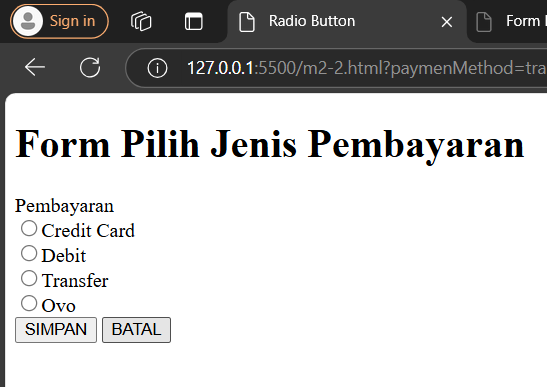 Sign in
Radio Button
Form
127.0.0.1:5500/m2-2.html?paymenMethod=tra
Form Pilih Jenis Pembayaran
Pembayaran
Credit Card
Debit
Transfer
Ovo
SIMPAN BATAL